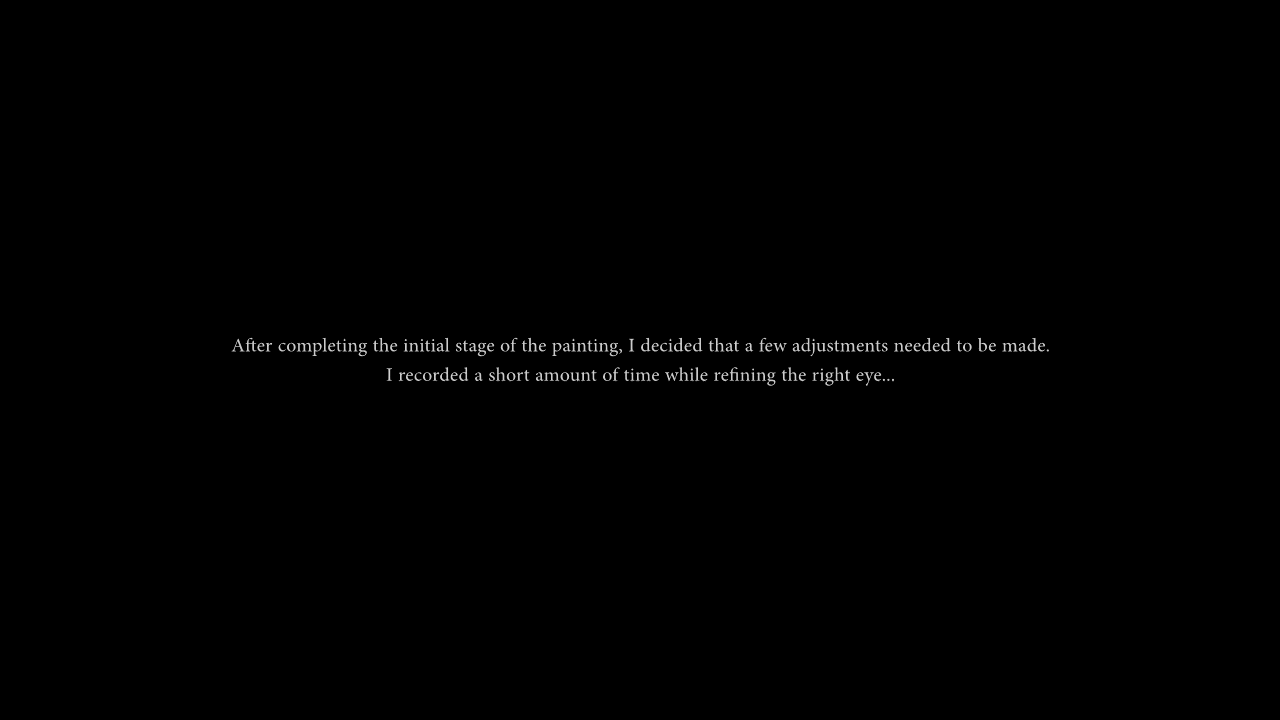 After completing the initial stage of the painting, I decided that a few adjustments needed to be made.
I recorded a short amount of time while refining the right eye...